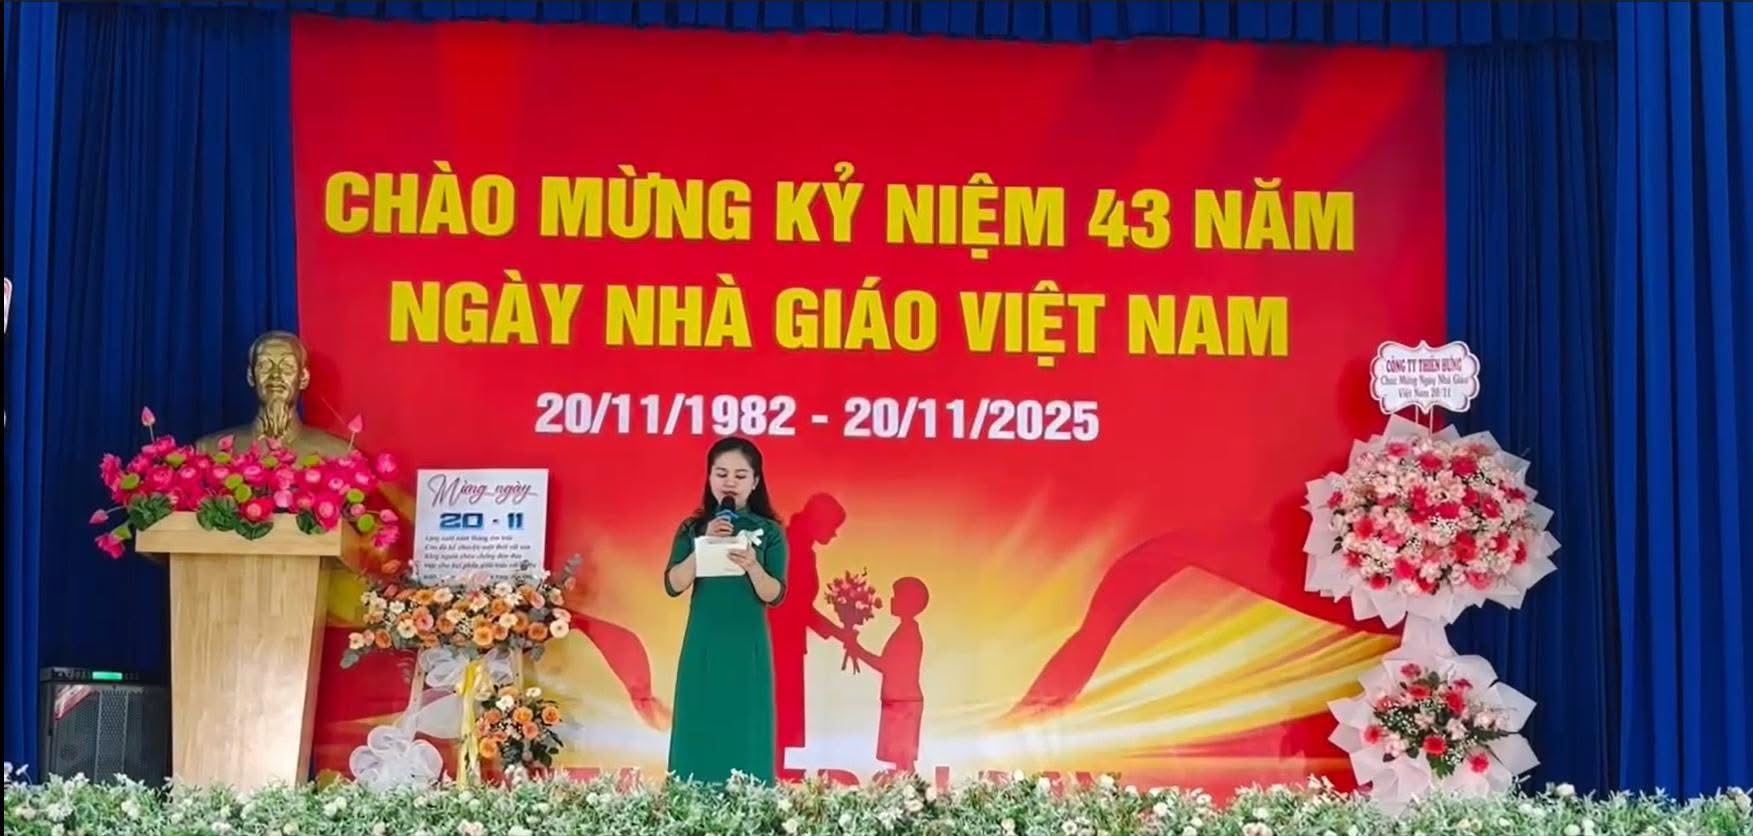 CHÀO MỪNG KỶ NIỆM 43 NĂM
NGÀY NHÀ GIÁO VIỆT NAM
20/11/1982 - 20/11/2025
CÔNG TY THIÊN HƯNG
Chúc Mừng Ngày Nhà Giáo
Việt Nam 20/11
Mừng ngày
20 - 11